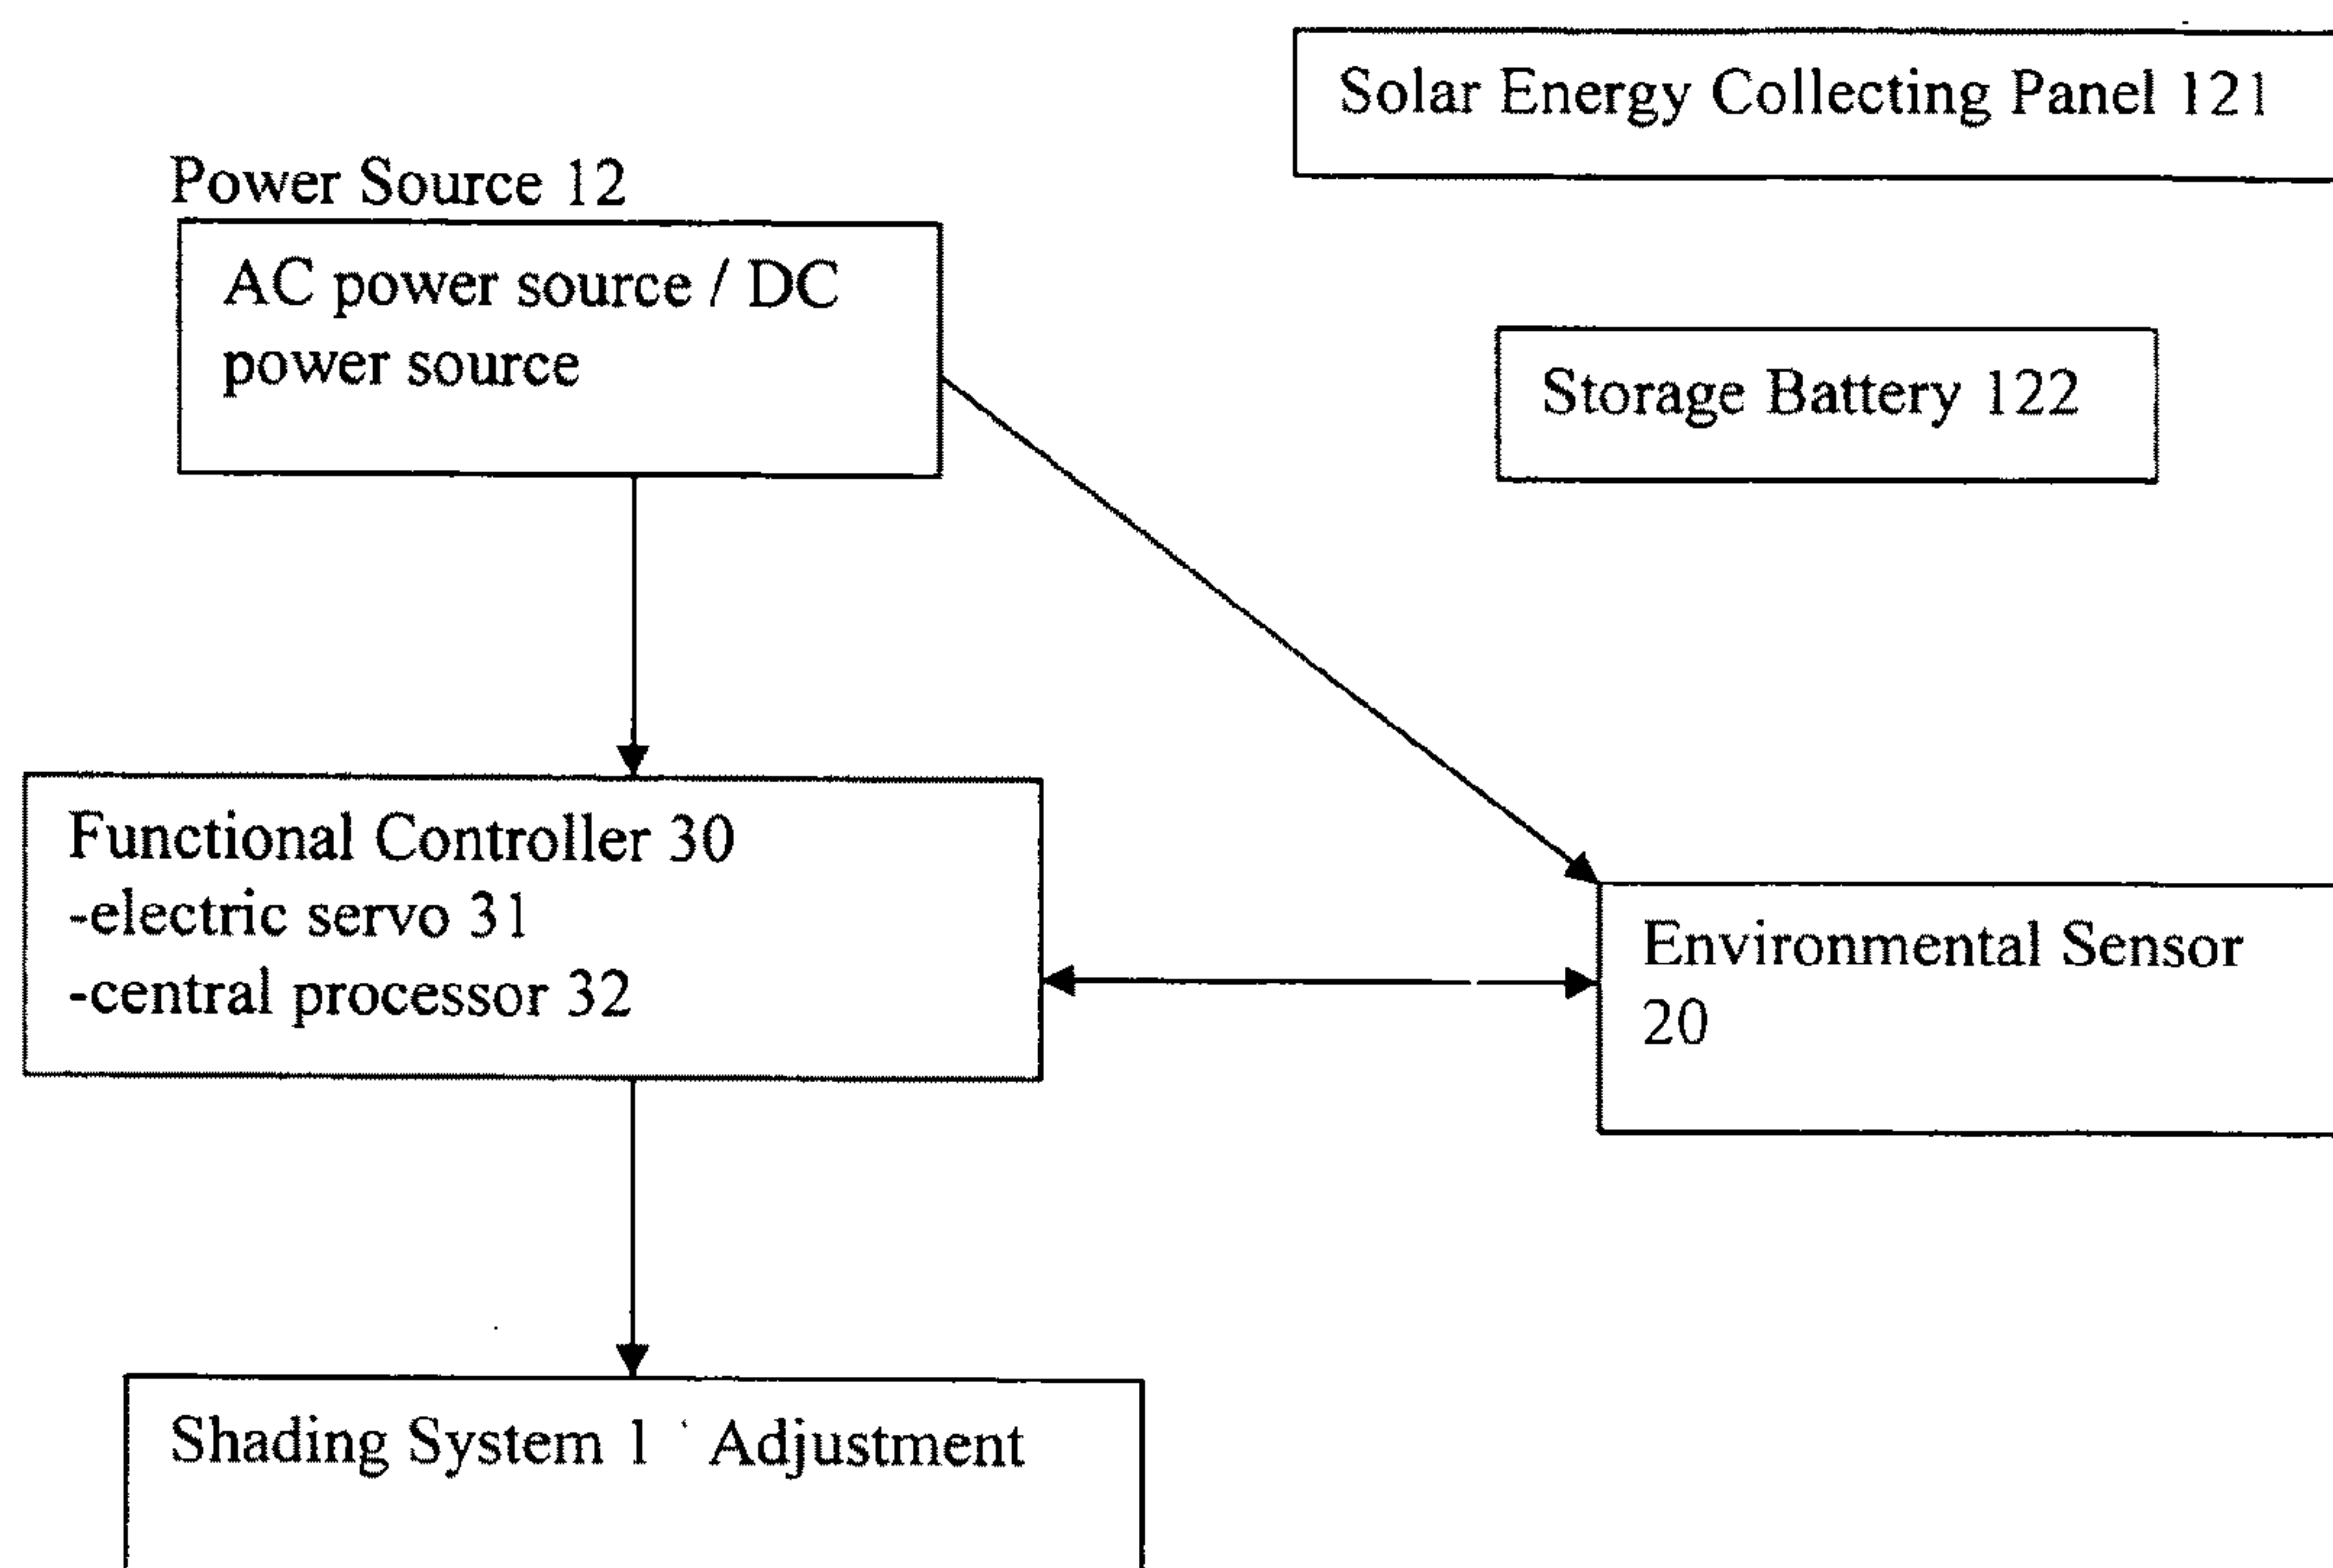 Solar Energy Collecting Panel 121
Power Source 12
AC power source / DC
power source
Storage Battery 122
Functional Controller 30
-electric servo 31
-central processor 32
Environmental Sensor
20
Shading System 1 Adjustment